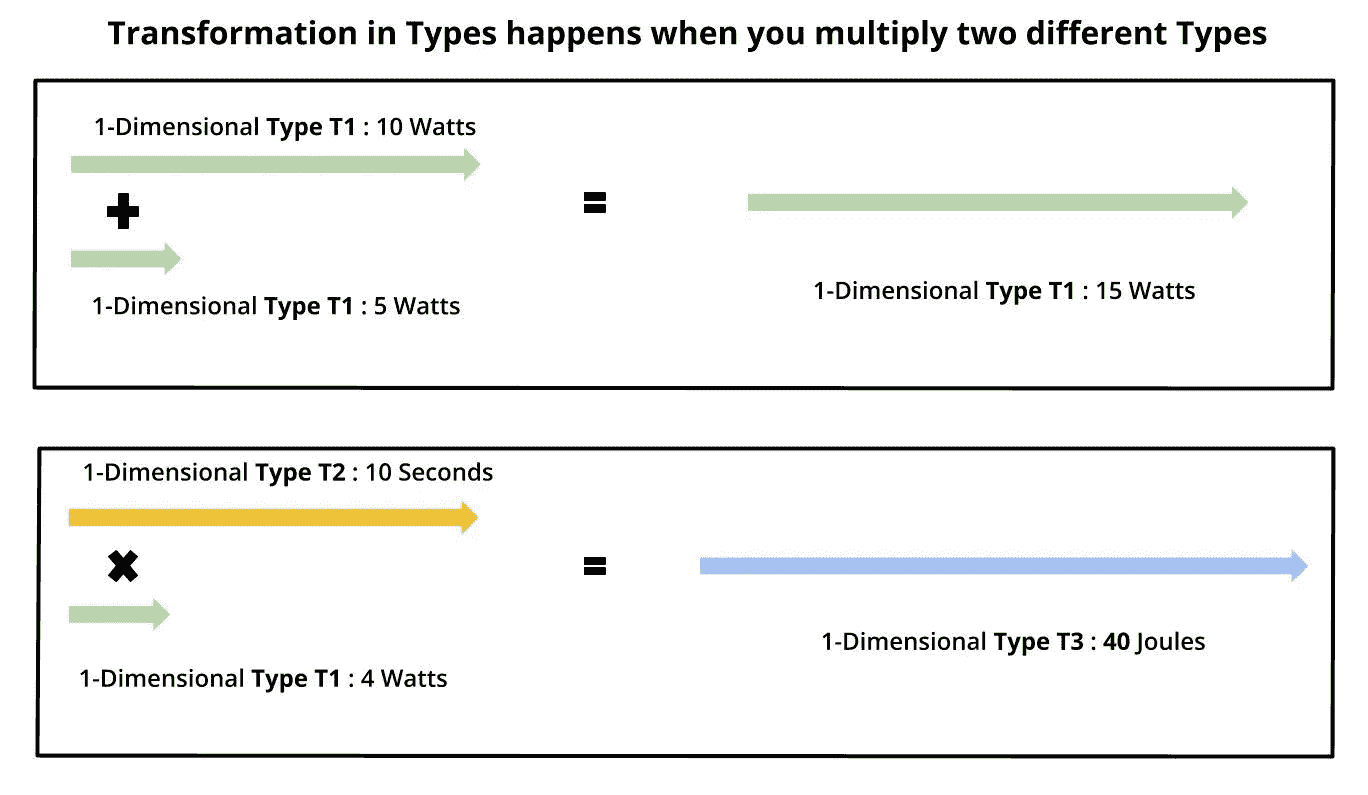 Transformation in Types happens when you multiply two different Types
1-Dimensional Type T1 : 10 Watts
+
=
1-Dimensional Type T1 : 5 Watts
1-Dimensional Type T1 : 15 Watts
1-Dimensional Type T2 : 10 Seconds
×
=
1-Dimensional Type T3 : 40 Joules
1-Dimensional Type T1 : 4 Watts